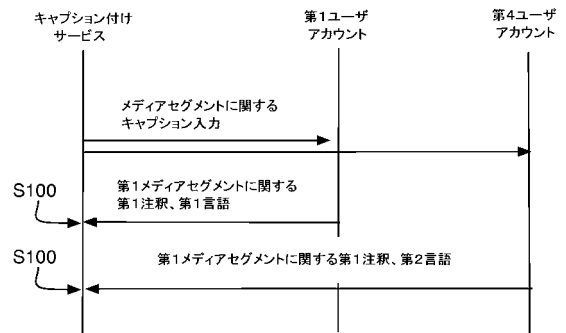 キャプション付け
サービス
第1ユーザ
アカウント
第4ユーザ
アカウント
メディアセグメントに関する
キャプション入力
第1メディアセグメントに関する
第1注釈、第1言語
S100
第1メディアセグメントに関する第1注釈、第2言語
S100